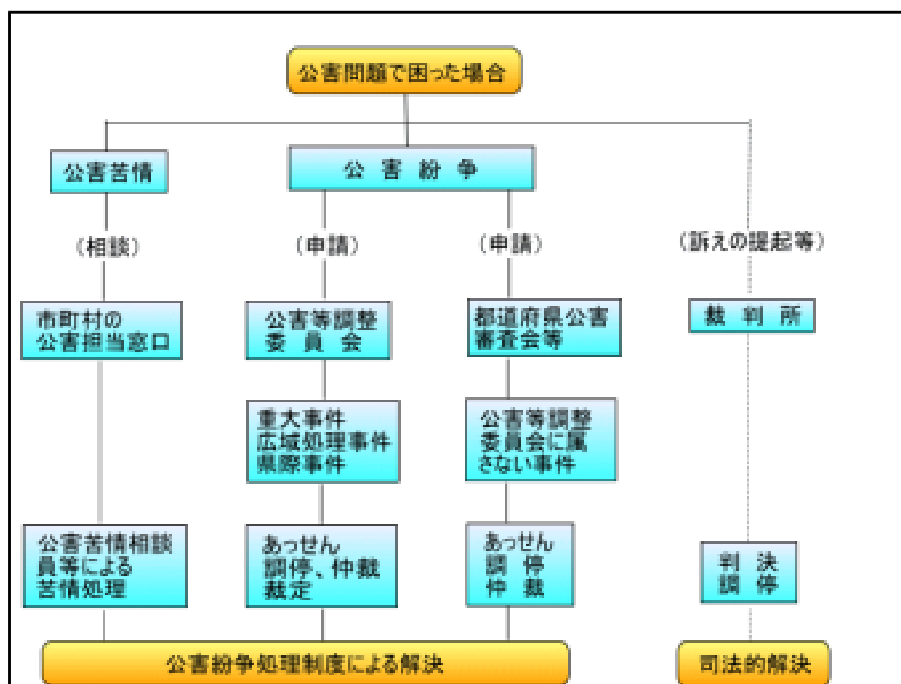 公害問題で困った場合
公害苦情
公 害 紛 争
（相談）
（申請）
（申請）
（訴えの提起等）
市町村の
公害担当窓口
公害等調整
委 員 会
都道府県公害
審査会等
裁 判 所
重大事件
広域処理事件
県際事件
公害等調整
委員会に属
さない事件
公害苦情相談
員等による
苦情処理
あっせん
調停、仲裁
裁定
あっせん
調 停
仲 裁
判 決
調 停
公害紛争処理制度による解決
司法的解決